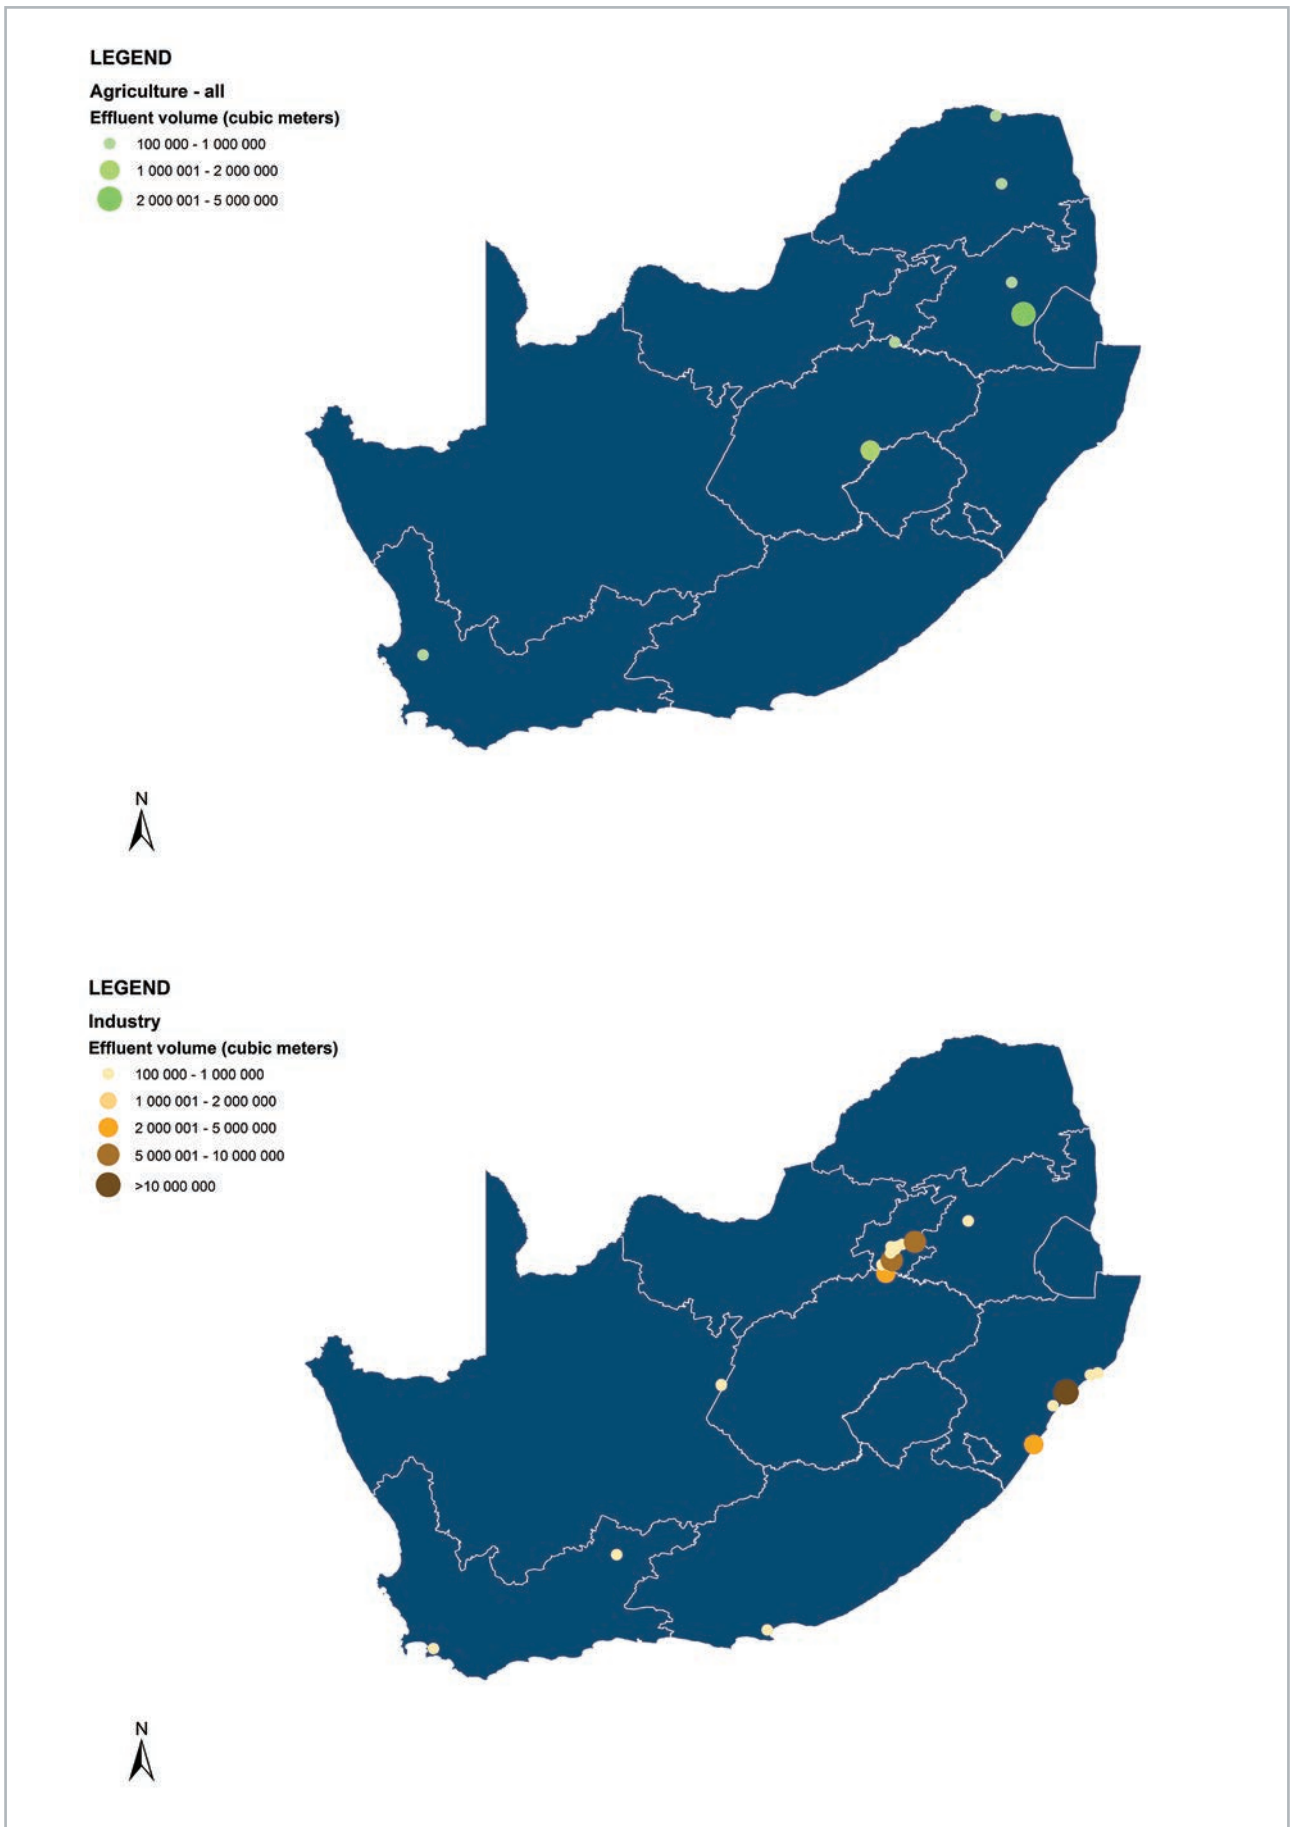 LEGEND
Agriculture - all
Effluent volume (cubic meters)
100 000 - 1 000 000
1 000 001 - 2 000 000
2 000 001 - 5 000 000
N
LEGEND
Industry
Effluent volume (cubic meters)
100 000 - 1 000 000
1 000 001 - 2 000 000
2 000 001 - 5 000 000
5 000 001 - 10 000 000
>10 000 000
N